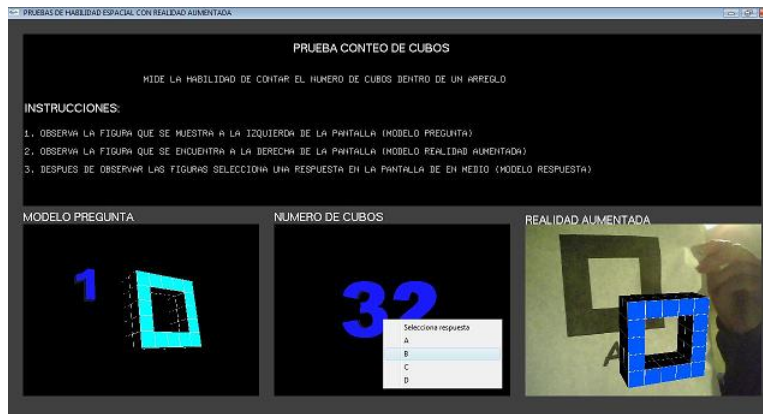 PRUEBAS DE HABILIDAD ESPACIAL CON REALIDAD AUMENTADA
PRUEBA CONTEO DE CUBOS
MIDE LA HABILIDAD DE CONTAR EL NUMERO DE CUBOS DENTRO DE UN ARREGLO
INSTRUCCIONES:
1. OBSERVA LA FIGURA QUE SE MUESTRA A LA IZQUIERDA DE LA PANTALLA (MODELO PREGUNTA)
2. OBSERVA LA FIGURA QUE SE ENCUENTRA A LA DERECHA DE LA PANTALLA (MODELO REALIDAD AUMENTADA)
3. DESPUES DE OBSERVAR LAS FIGURAS SELECCIONA UNA RESPUESTA EN LA PANTALLA DE EN MEDIO (MODELO RESPUESTA)
MODELO PREGUNTA
1
NUMERO DE CUBOS
32
Selecciona respuesta
A
B
C
D
REALIDAD AUMENTADA
A